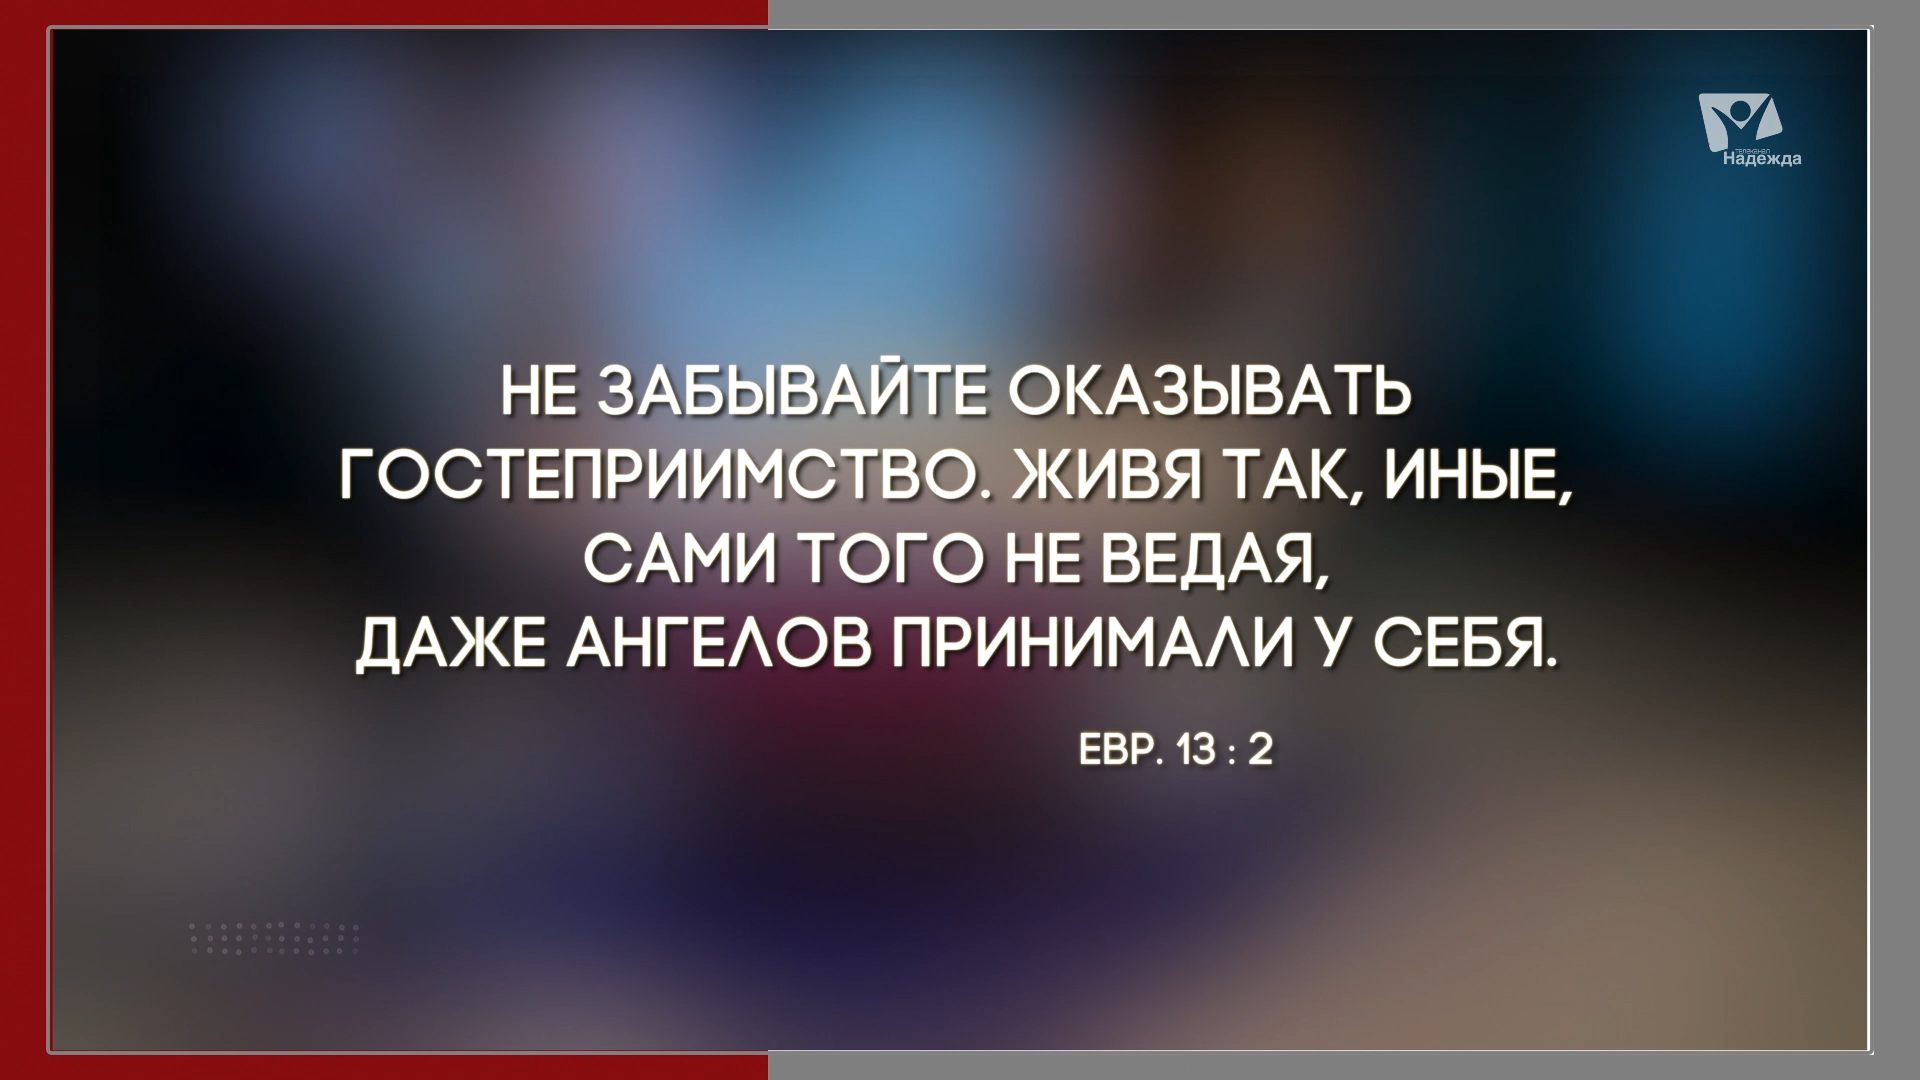 телеканал
Надежда
НЕ ЗАБЫВАЙТЕ ОКАЗЫВАТЬ
ГОСТЕПРИИМСТВО. ЖИВЯ ТАК, ИНЫЕ,
САМИ ТОГО НЕ ВЕДАЯ,
ДАЖЕ АНГЕЛОВ ПРИНИМАЛИ У СЕБЯ.
ЕВР. 13 : 2